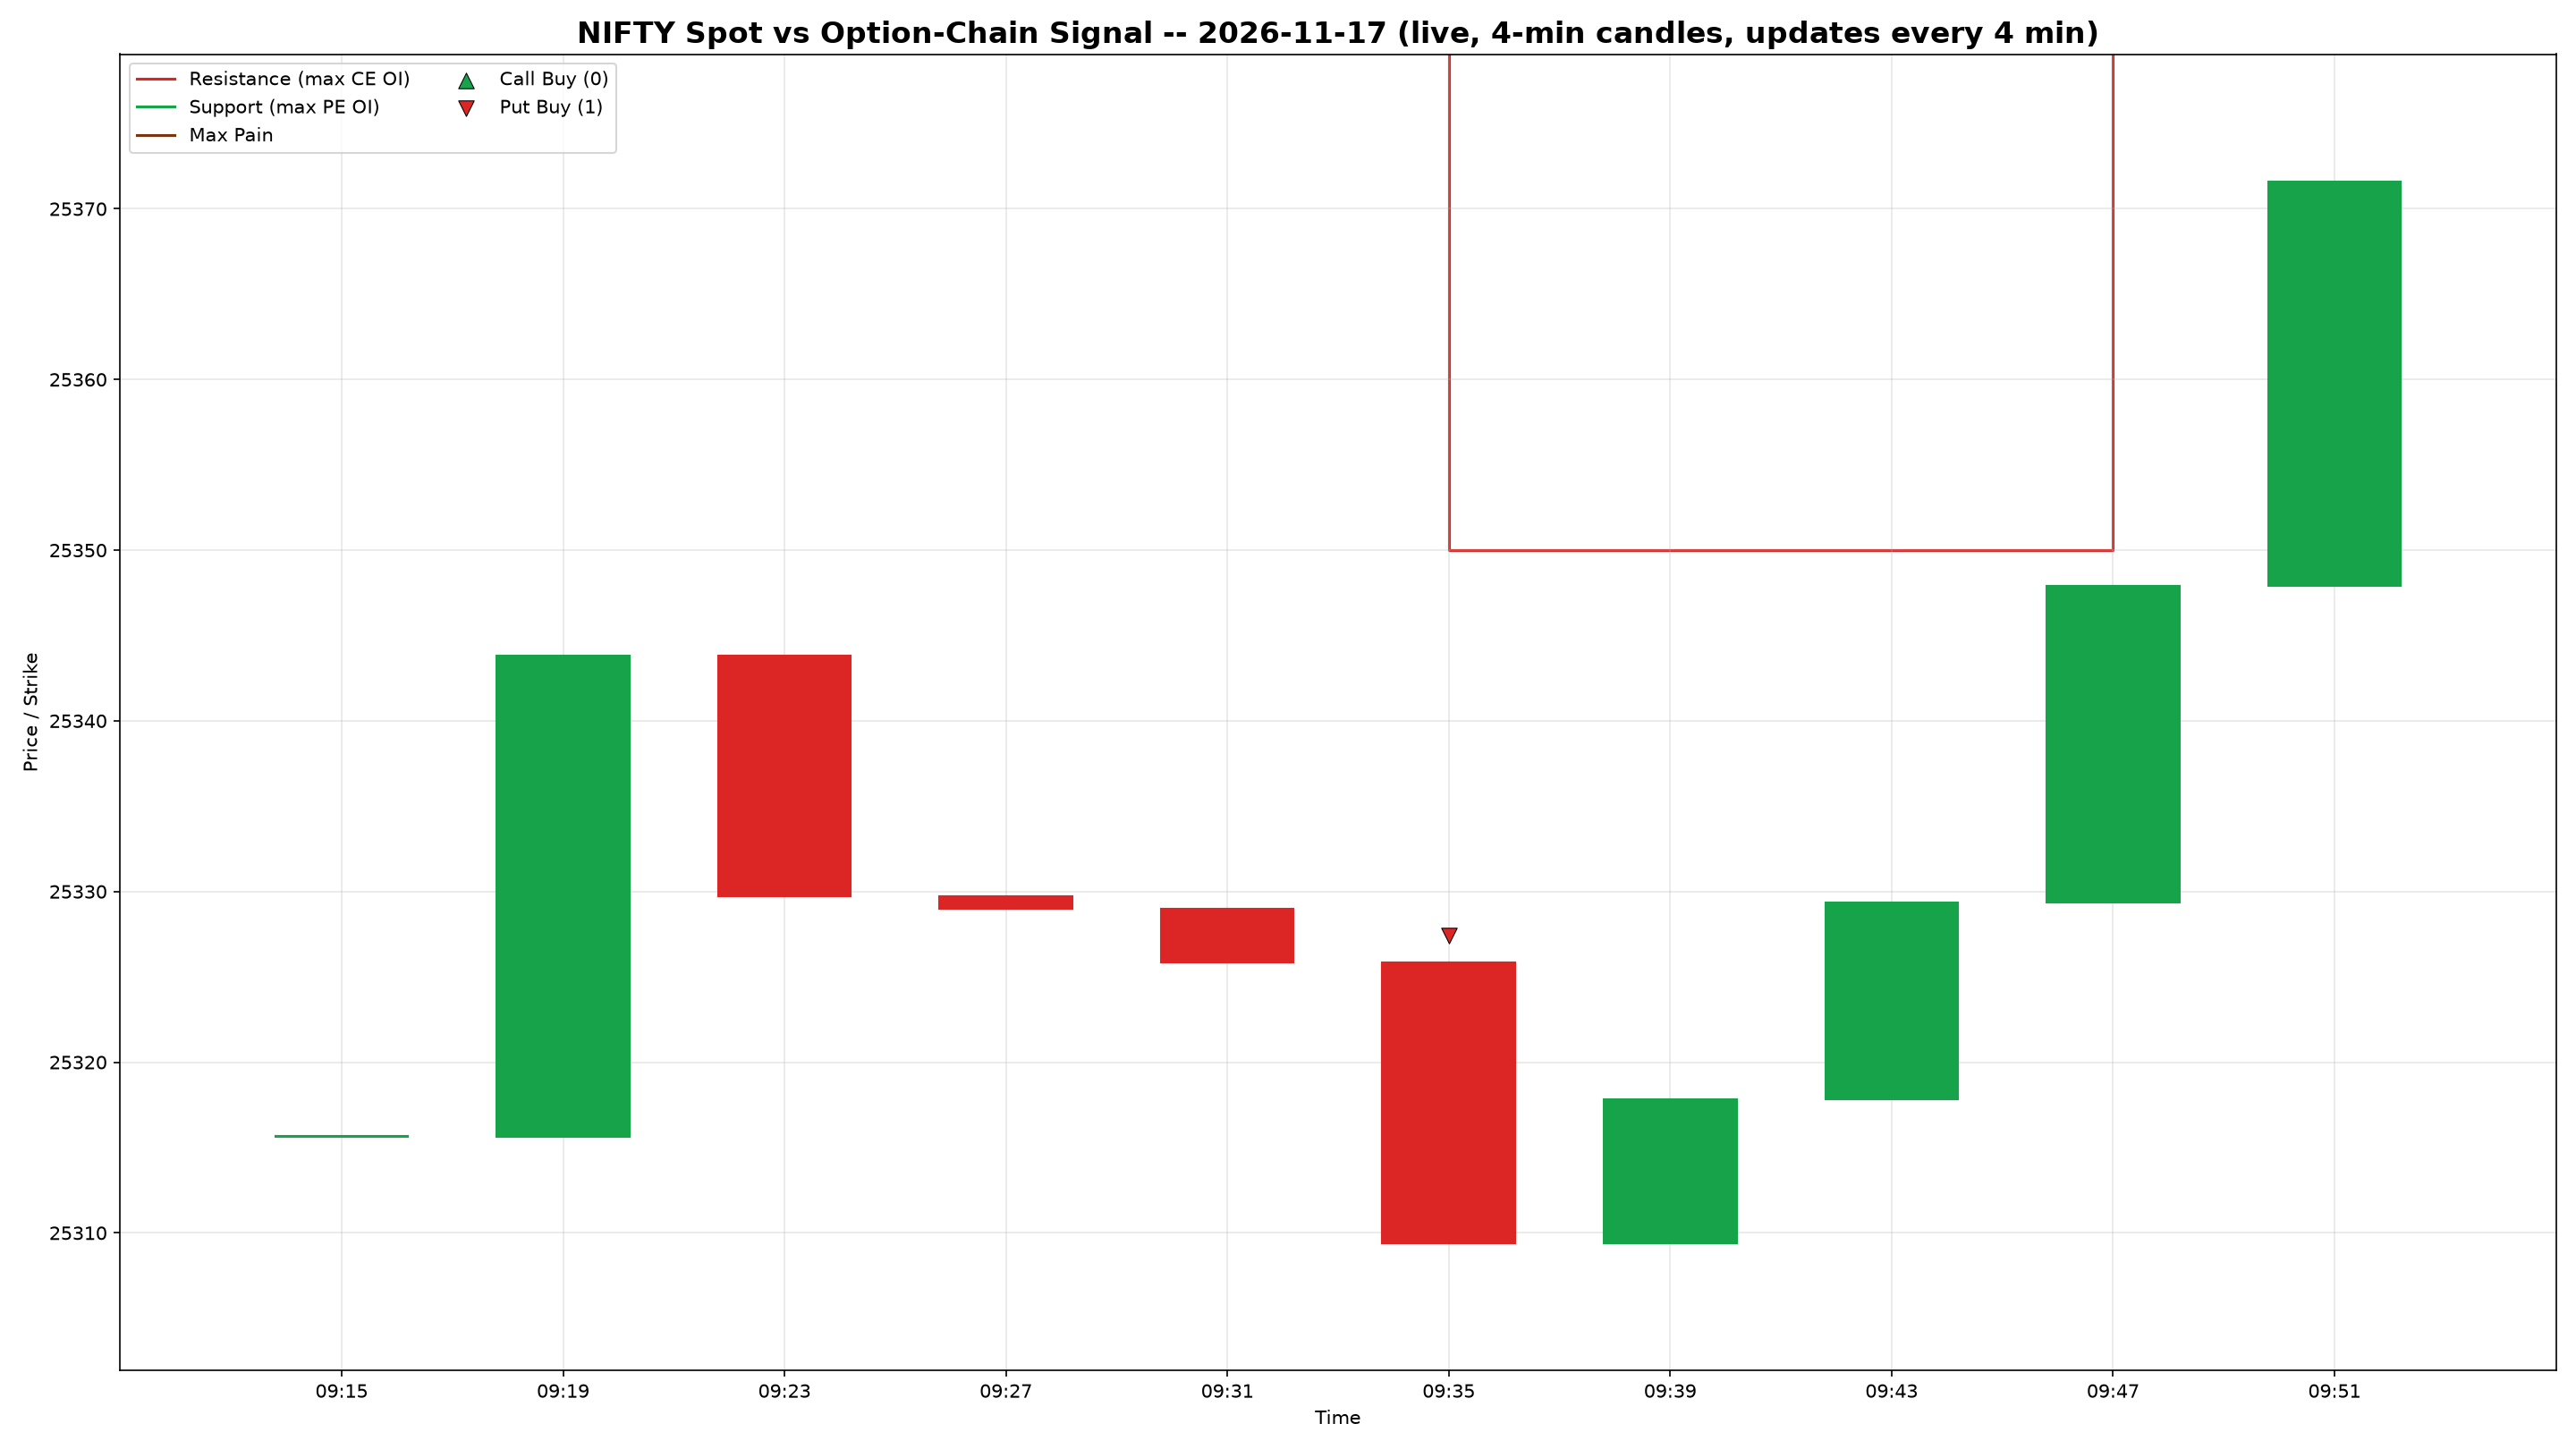 NIFTY Spot vs Option-Chain Signal -- 2026-11-17 (live, 4-min candles, updates every 4 min)
Resistance (max CE OI)
Support (max PE OI)
Max Pain
Call Buy (0)
Put Buy (1)
25370
25360
25350
25340
25330
25320
25310
Price / Strike
09:15 09:19 09:23 09:27 09:31 09:35 09:39 09:43 09:47 09:51
Time